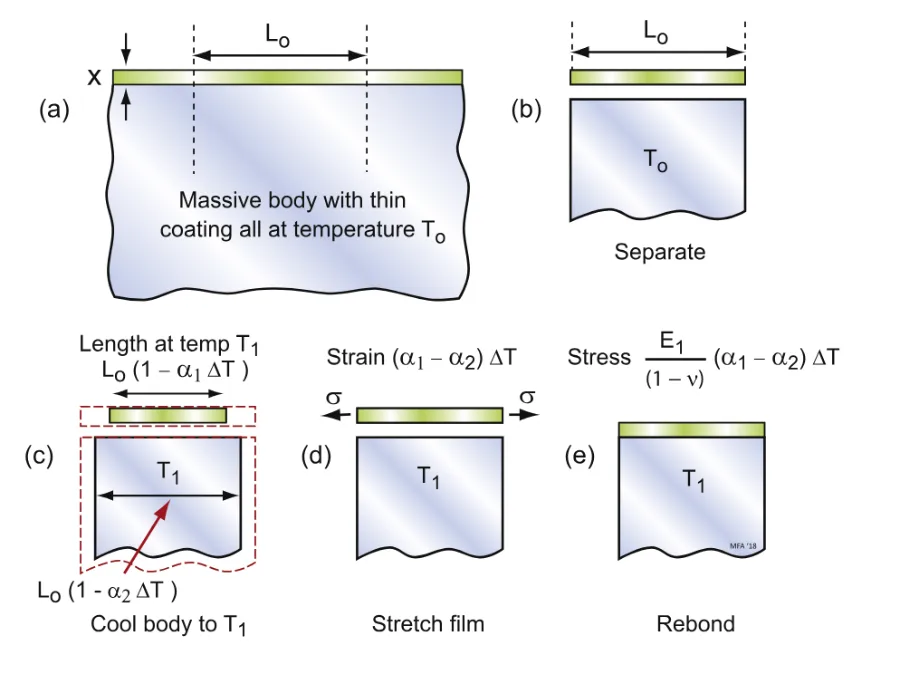 Lo
x
(a)
Massive body with thin
coating all at temperature To
Lo
(b)
To
Separate
Length at temp T1
Lo (1 – α1 ΔT )
(c)
T1
Lo (1 - α2 ΔT )
Cool body to T1
Strain (α1 – α2) ΔT
σ σ
(d)
T1
Stretch film
Stress E1/(1 – ν) (α1 – α2) ΔT
(e)
T1
MFA '18
Rebond